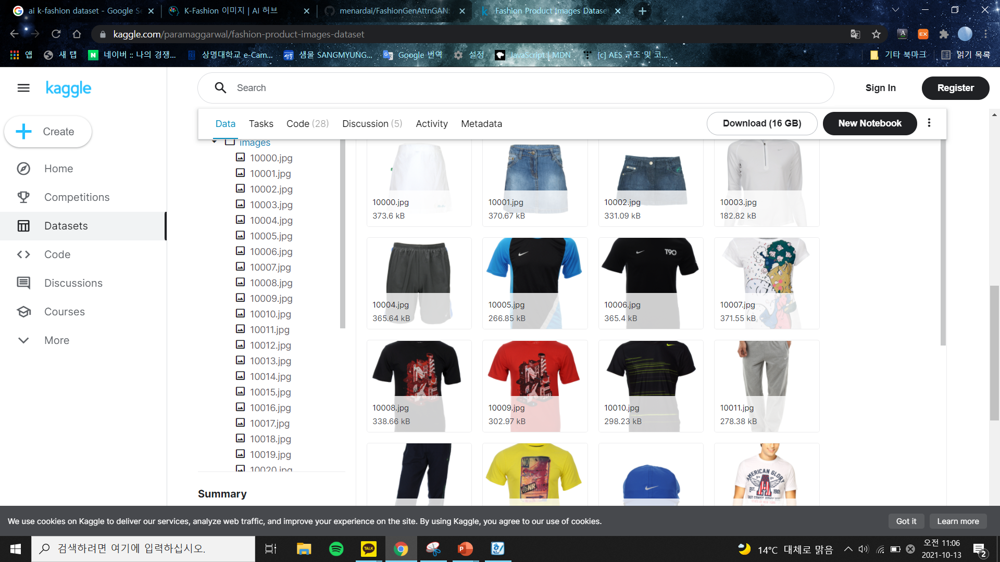 ai k-fashion dataset - Google Se
K-Fashion 이미지 | AI 허브
menardai/FashionGenAttnGAN:
Fashion Product Images Datase
kaggle.com/paramaggarwal/fashion-product-images-dataset
앱
새 탭
네이버 :: 나의 경쟁...
상명대학교 e-Cam...
샘물 SANGMYUNG...
Google 번역
설정
JavaScript | MDN
[c] AES 구조 및 코...
기타 북마크
읽기 목록
kaggle
Search
Sign In
Register
Create
Home
Competitions
Datasets
Code
Discussions
Courses
More
Data
Tasks
Code (28)
Discussion (5)
Activity
Metadata
Download (16 GB)
New Notebook
images
10000.jpg
10001.jpg
10002.jpg
10003.jpg
10004.jpg
10005.jpg
10006.jpg
10007.jpg
10008.jpg
10009.jpg
10010.jpg
10011.jpg
10012.jpg
10013.jpg
10014.jpg
10015.jpg
10016.jpg
10017.jpg
10018.jpg
10019.jpg
10020.jpg
10000.jpg
373.6 kB
10001.jpg
370.67 kB
10002.jpg
331.09 kB
10003.jpg
182.82 kB
10004.jpg
365.64 kB
10005.jpg
266.85 kB
T90
10006.jpg
365.4 kB
10007.jpg
371.55 kB
10008.jpg
338.66 kB
10009.jpg
302.97 kB
10010.jpg
298.23 kB
10011.jpg
278.38 kB
NO
AMERICAN GLORY
EST.
A
EAST COAST ARMY
Summary
We use cookies on Kaggle to deliver our services, analyze web traffic, and improve your experience on the site. By using Kaggle, you agree to our use of cookies.
Got it
Learn more
검색하려면 여기에 입력하십시오.
TALK
14°C 대체로 맑음
오전 11:06
2021-10-13
2